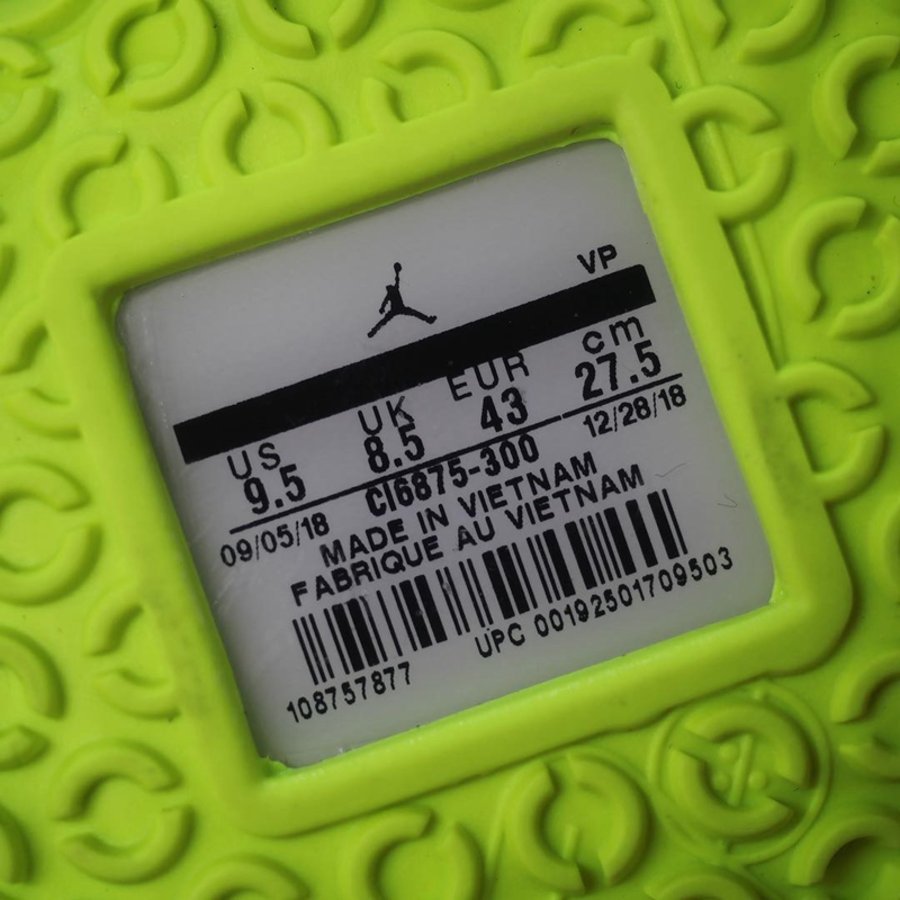 VP
US UK EUR cm
9.5 8.5 43 27.5
09/05/18 CI6875-300 12/28/18
MADE IN VIETNAM
FABRIQUE AU VIETNAM
108757877 UPC 00192501709503